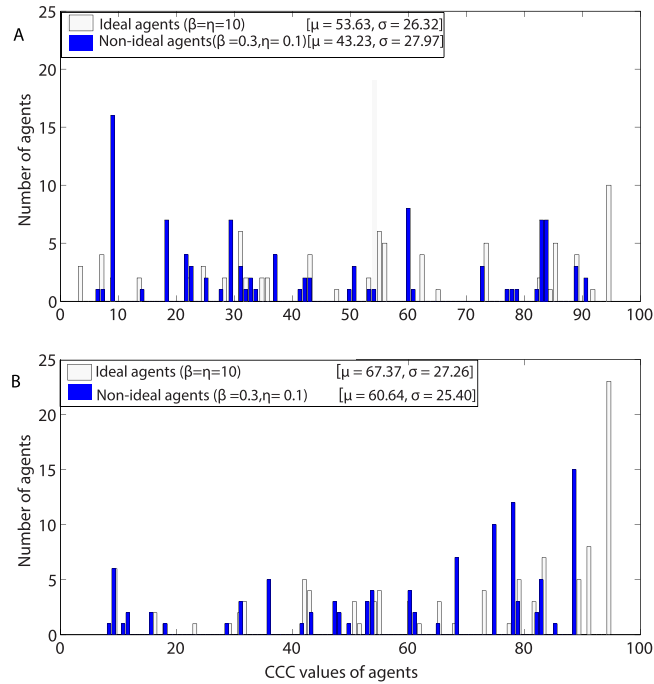 A
Ideal agents (β=η=10) [μ = 53.63, σ = 26.32]
Non-ideal agents(β =0.3,η= 0.1)[μ = 43.23, σ = 27.97]
Number of agents
25
20
15
10
5
0
0 10 20 30 40 50 60 70 80 90 100
B
Ideal agents (β=η=10) [μ = 67.37, σ = 27.26]
Non-ideal agents (β =0.3,η= 0.1) [μ = 60.64, σ = 25.40]
Number of agents
25
20
15
10
5
0
0 20 40 60 80 100
CCC values of agents